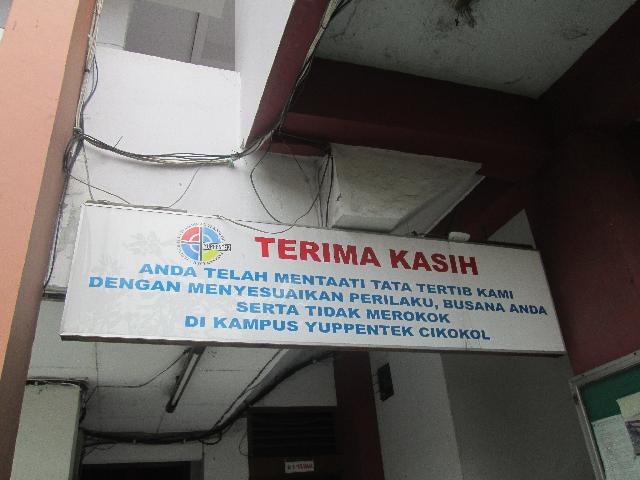 YUPPENTEK
TERIMA KASIH
ANDA TELAH MENTAATI TATA TERTIB KAMI
DENGAN MENYESUAIKAN PERILAKU, BUSANA ANDA
SERTA TIDAK MEROKOK
DI KAMPUS YUPPENTEK CIKOKOL